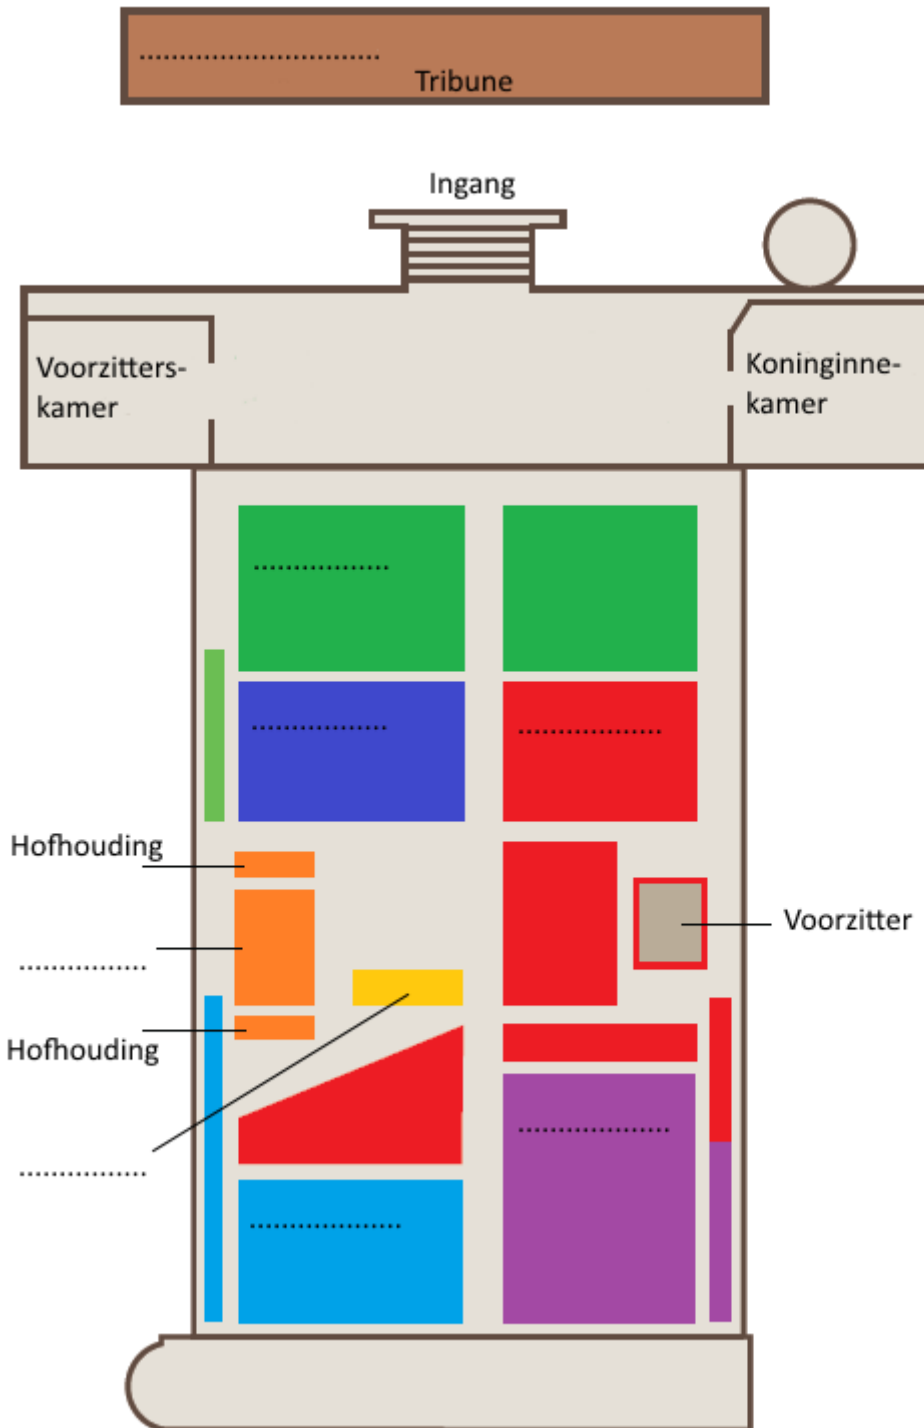 ..............................
Tribune
Ingang
Voorzitters-
kamer
Koninginne-
kamer
.................
.................
..................
Hofhouding
Voorzitter
................
Hofhouding
...................
................
...................